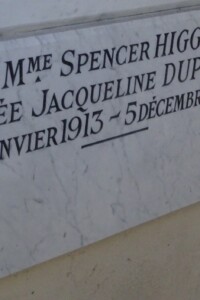 Mme SPENCER HIGG
ÉE JACQUELINE DUP
NVIER 1913 ~ 5 DÉCEMBR